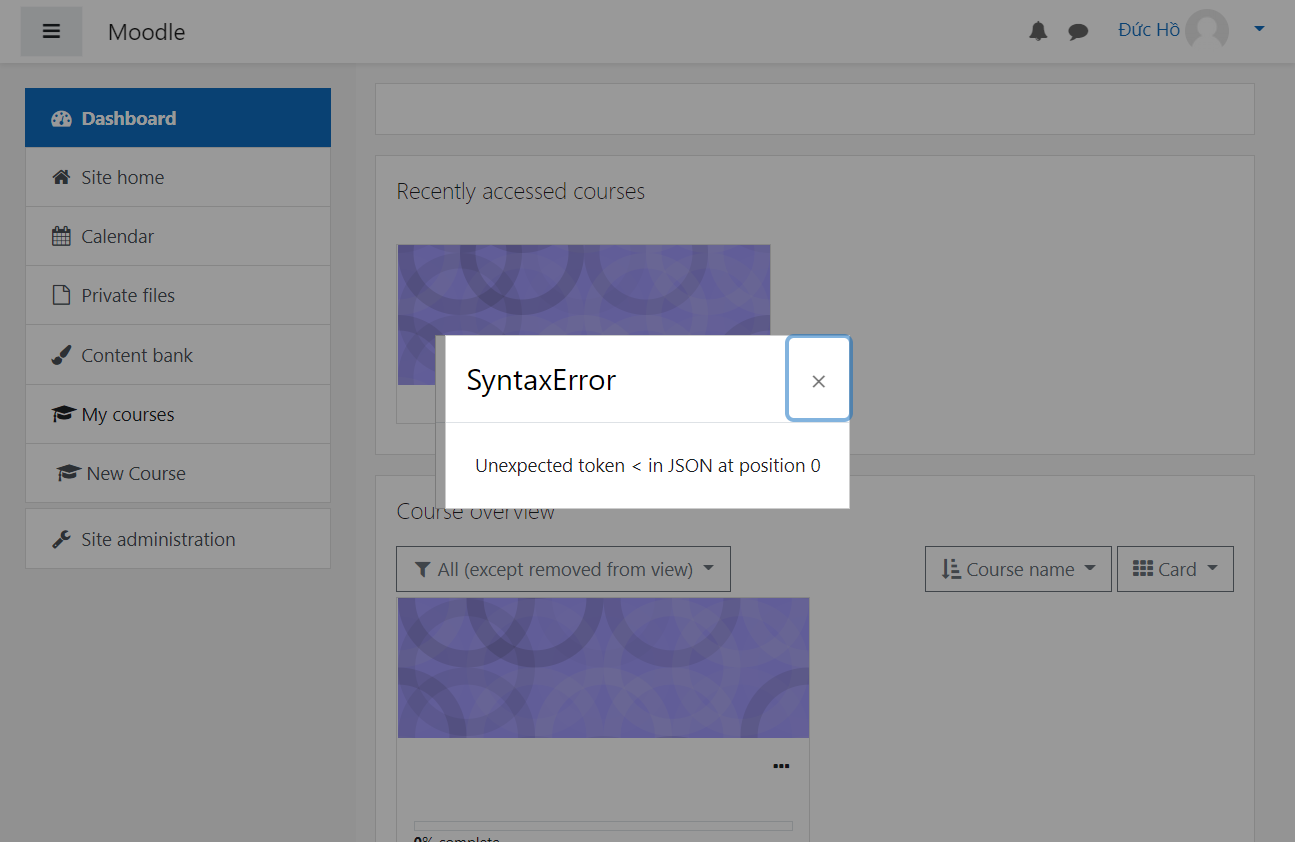 Moodle
Đức Hồ
Dashboard
Site home
Calendar
Private files
Content bank
My courses
New Course
Site administration
Recently accessed courses
SyntaxError
×
Unexpected token < in JSON at position 0
Course overview
All (except removed from view)
Course name
Card
0% complete